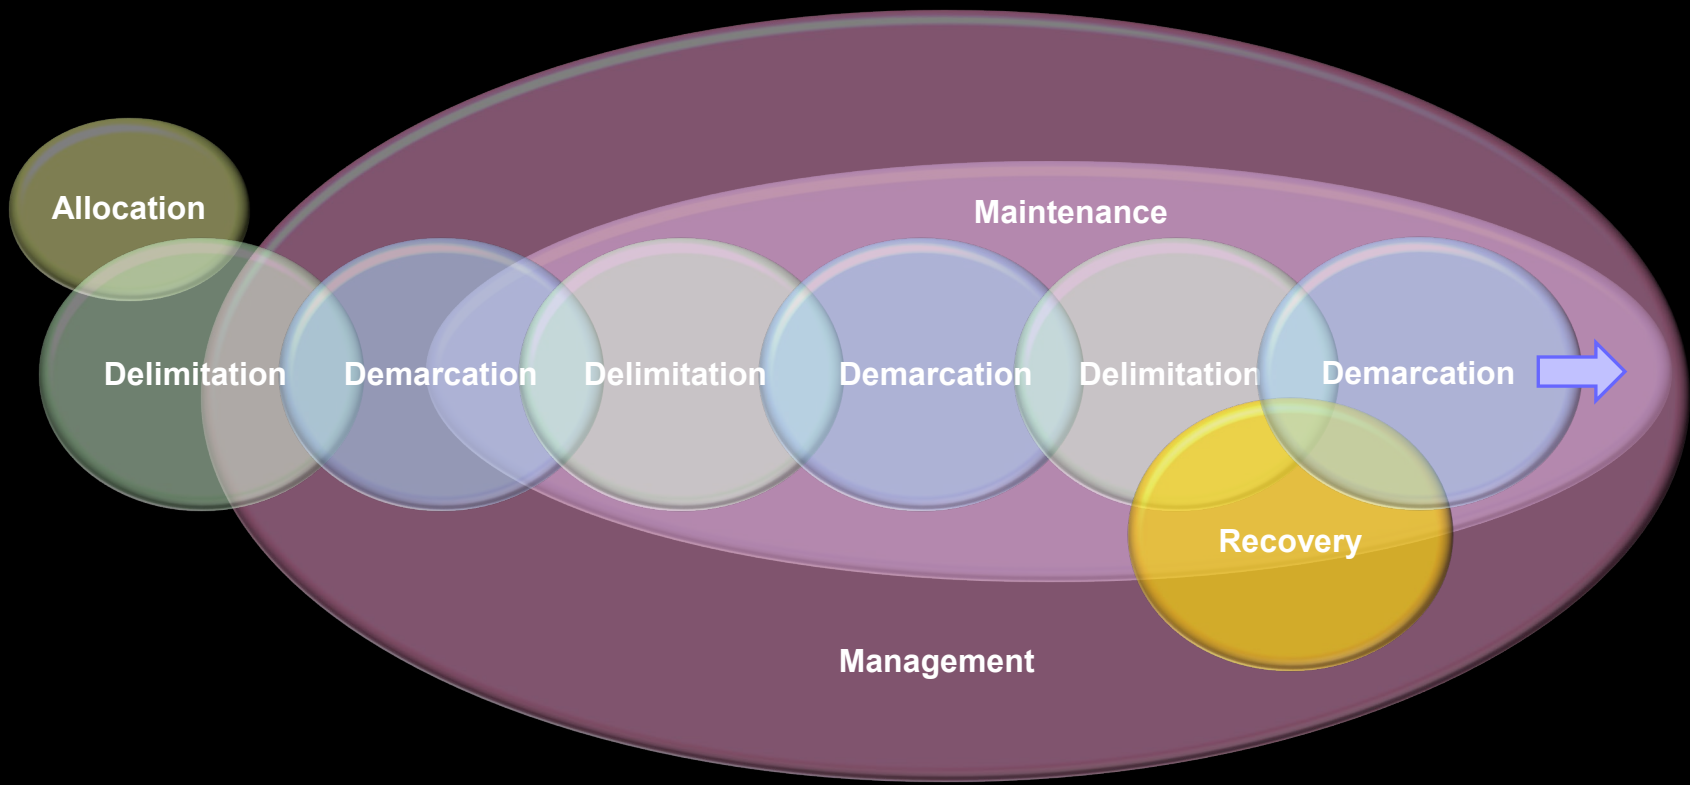 Allocation
Maintenance
Delimitation
Demarcation
Delimitation
Demarcation
Delimitation
Demarcation
Recovery
Management